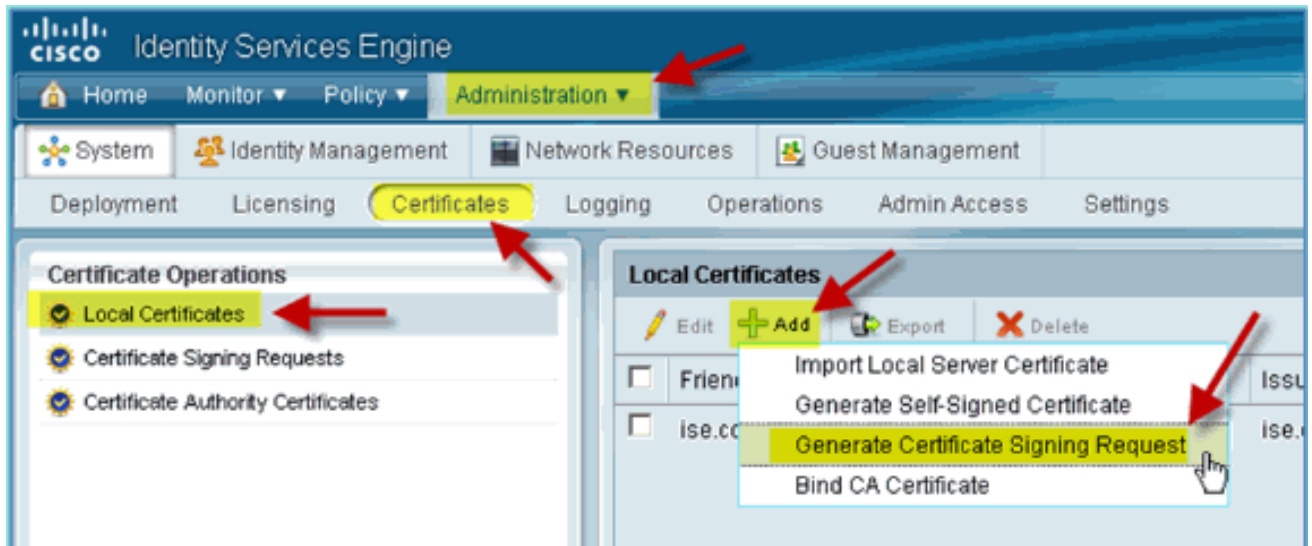 CISCO Identity Services Engine
Home Monitor ▼ Policy ▼ Administration ▼
System Identity Management Network Resources Guest Management
Deployment Licensing Certificates Logging Operations Admin Access Settings
Certificate Operations
Local Certificates
Certificate Signing Requests
Certificate Authority Certificates
Local Certificates
Edit Add Export Delete
Import Local Server Certificate
Generate Self-Signed Certificate
Generate Certificate Signing Request
Bind CA Certificate